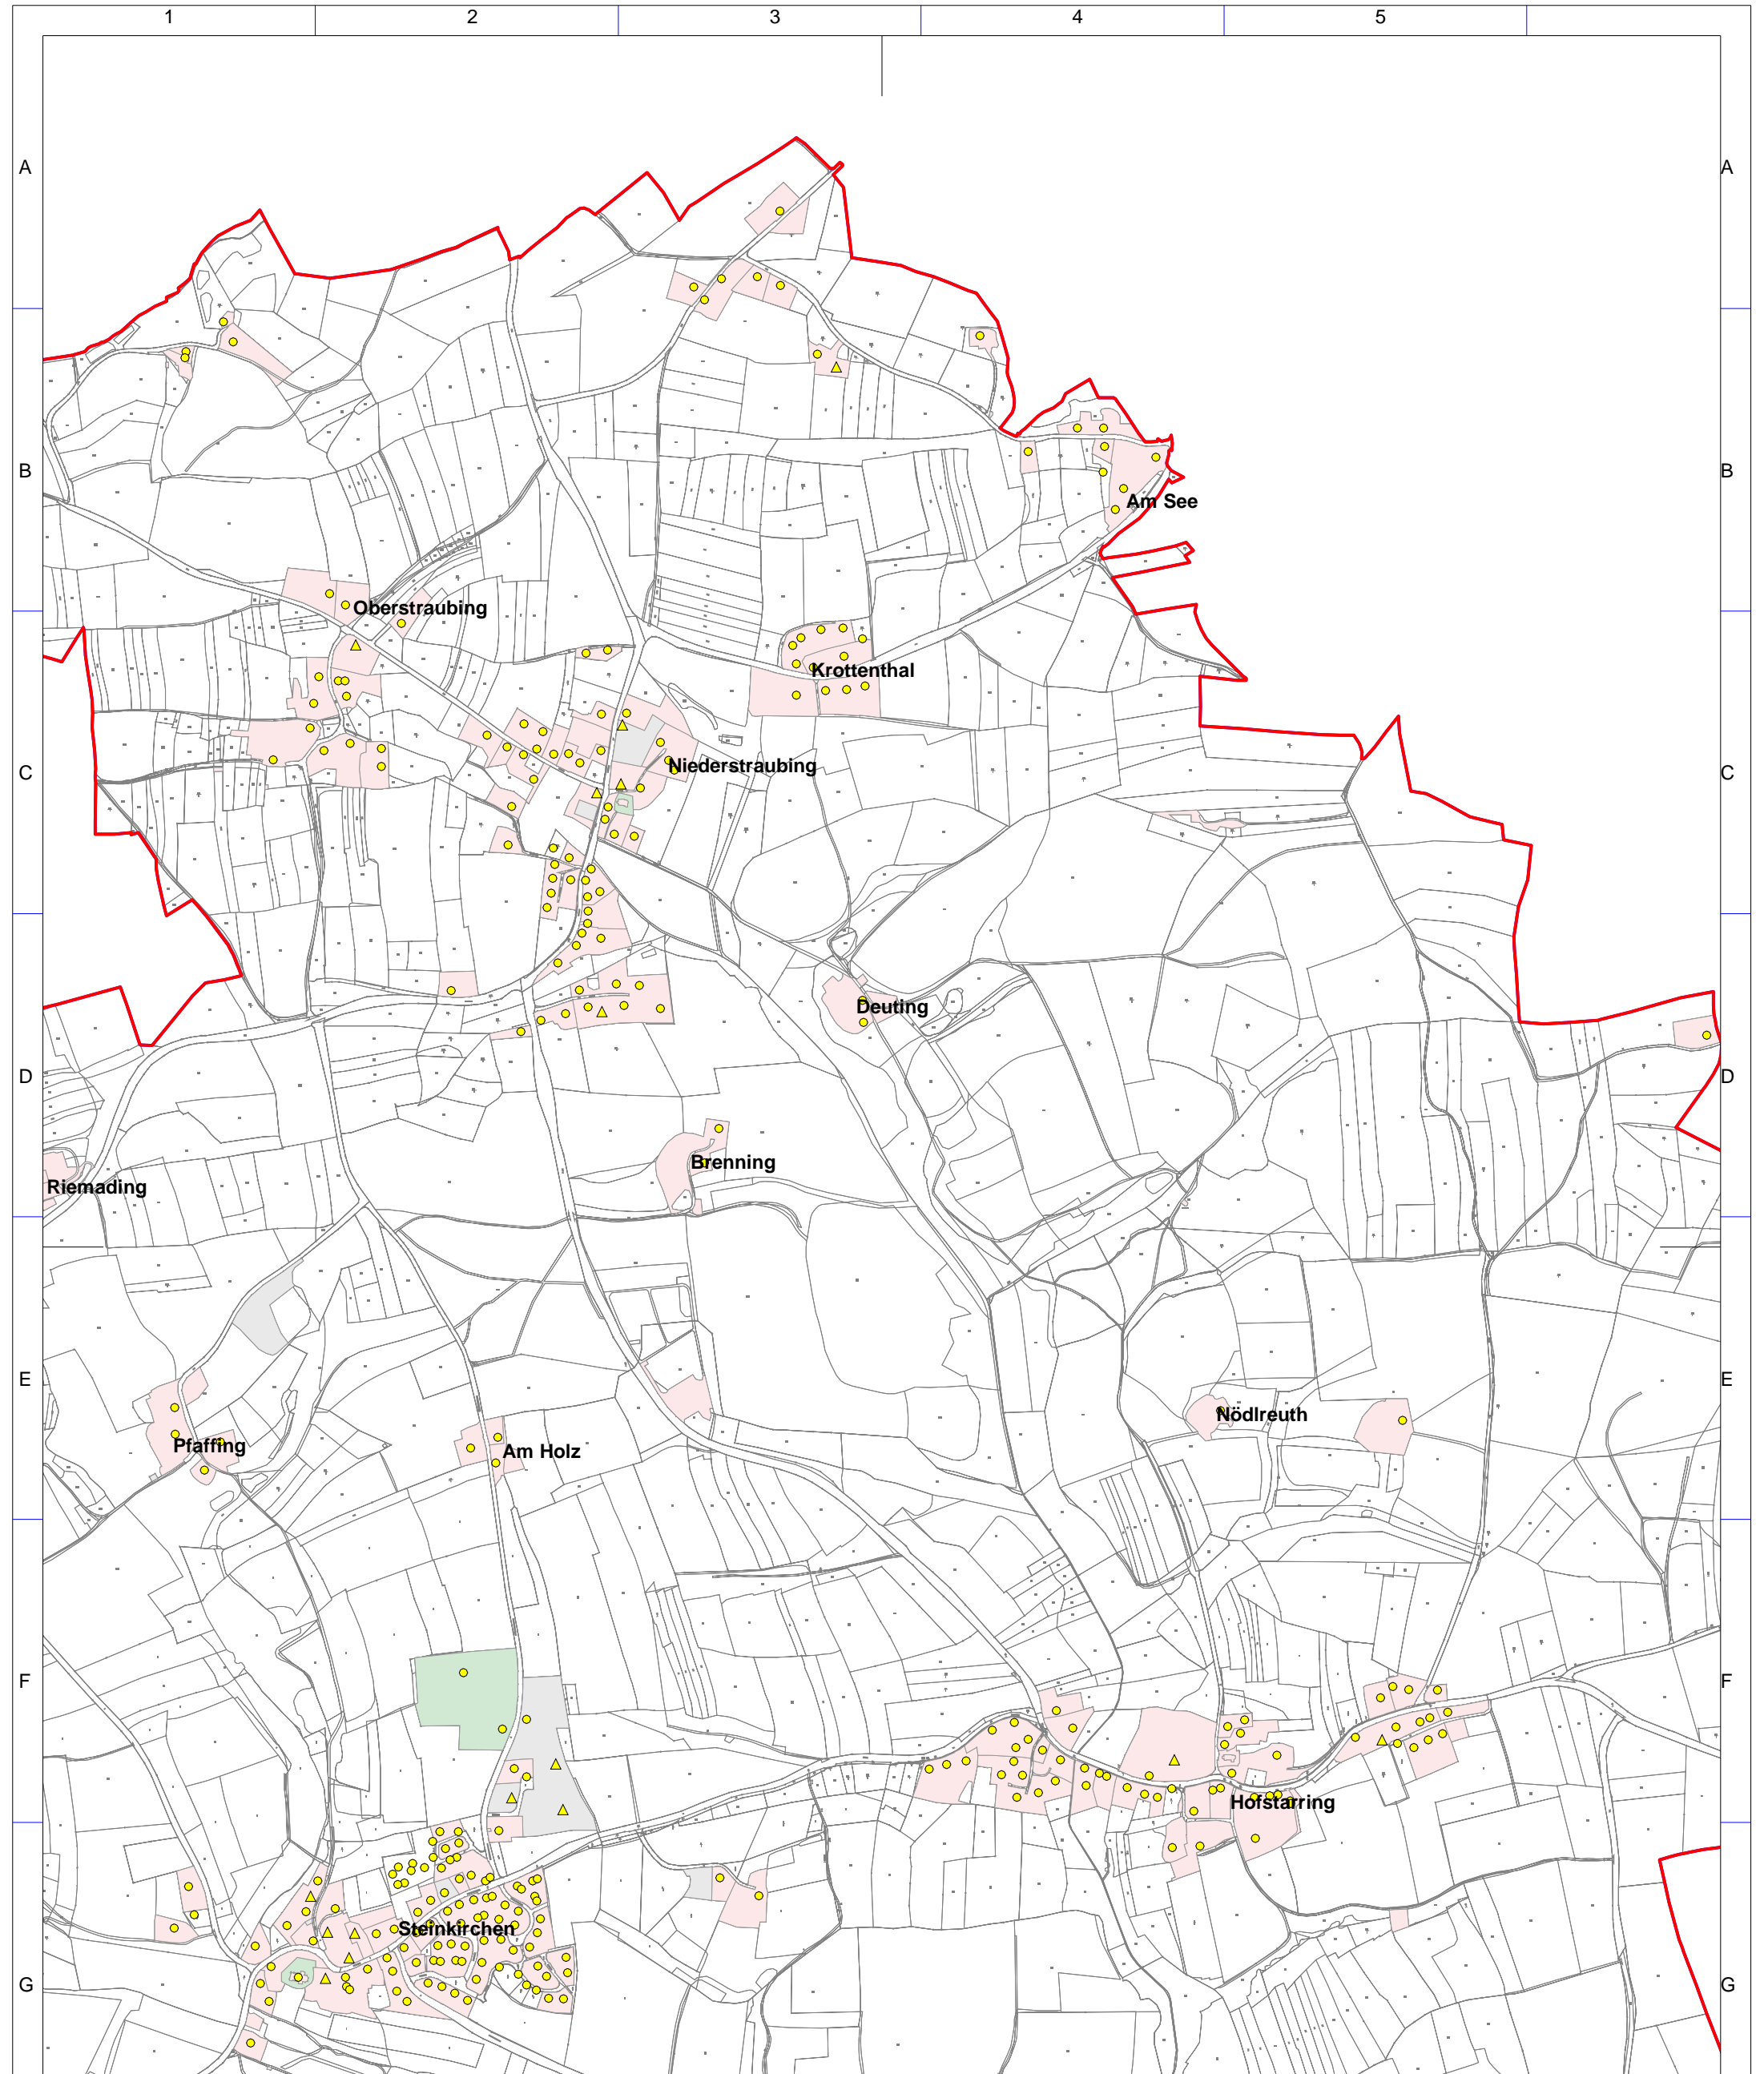 1 2 3 4 5
A A
B B
Am See
Oberstraubing
Krottenthal
C C
Niederstraubing
Deuting
D D
Brenning
Riemading
E E
Nödlreuth
Pfaffing
Am Holz
F F
Hofstarring
Steinkirchen
G G